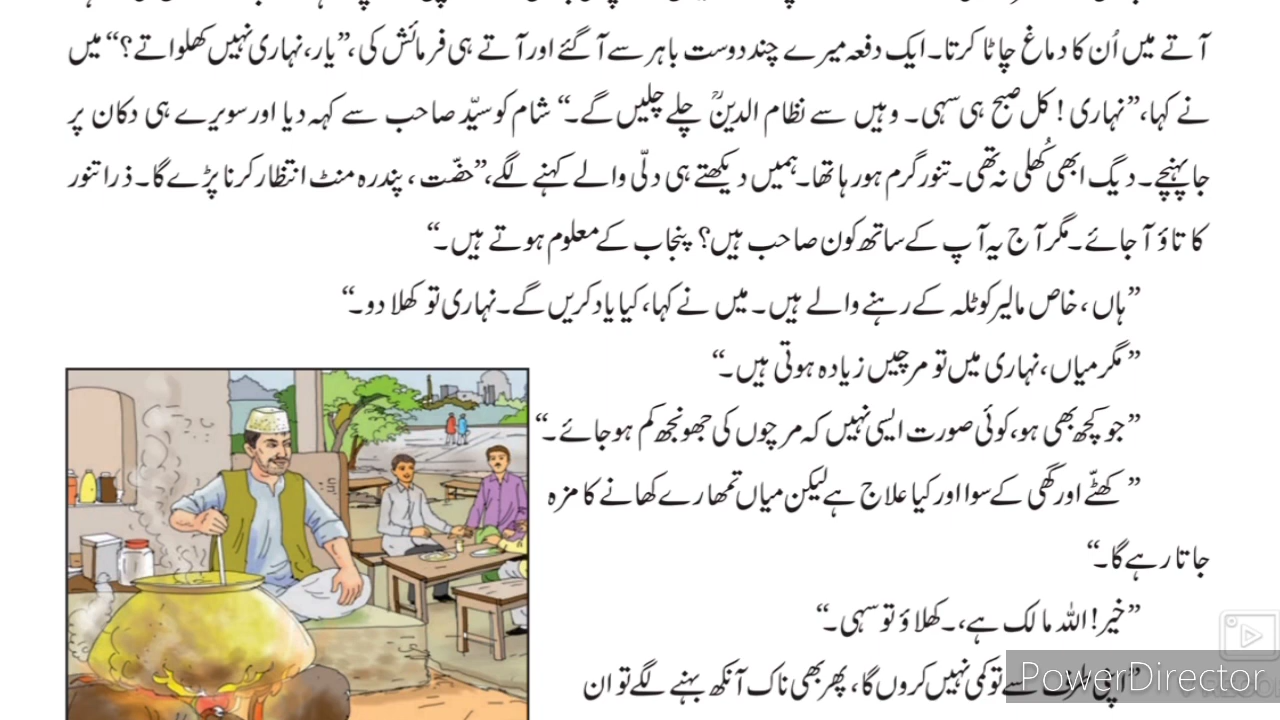 آتے میں اُن کا دماغ چاٹا کرتا۔ ایک دفعہ میرے چند دوست باہر سے آ گئے اور آتے ہی فرمائش کی، ”یار، نہاری نہیں کھلواتے؟“ میں
نے کہا، ”نہاری! کل صبح ہی سہی۔ وہیں سے نظام الدینؒ چلے چلیں گے۔“ شام کو سیّد صاحب سے کہہ دیا اور سویرے ہی دکان پر
جا پہنچے۔ دیگ ابھی کُھلی نہ تھی۔ تنور گرم ہو رہا تھا۔ ہمیں دیکھتے ہی دلّی والے کہنے لگے، ”حضّت، پندرہ منٹ انتظار کرنا پڑے گا۔ ذرا تنور
کا تاؤ آ جائے۔ مگر آج یہ آپ کے ساتھ کون صاحب ہیں؟ پنجاب کے معلوم ہوتے ہیں۔“
”ہاں، خاص مالیر کوٹلہ کے رہنے والے ہیں۔ میں نے کہا، کیا یاد کریں گے۔ نہاری تو کھلا دو۔“
”مگر میاں، نہاری میں تو مرچیں زیادہ ہوتی ہیں۔“
”جو کچھ بھی ہو، کوئی صورت ایسی نہیں کہ مرچوں کی جھونجھ کم ہو جائے۔“
”کھٹّے اور گھی کے سوا اور کیا علاج ہے لیکن میاں تمھارے کھانے کا مزہ
جاتا رہے گا۔“
”خیر! اللہ مالک ہے،۔ کھلاؤ تو سہی۔“
”اپنی طرف سے تو کمی نہیں کروں گا، پھر بھی ناک آنکھ بہنے لگے تو ان
PowerDirector